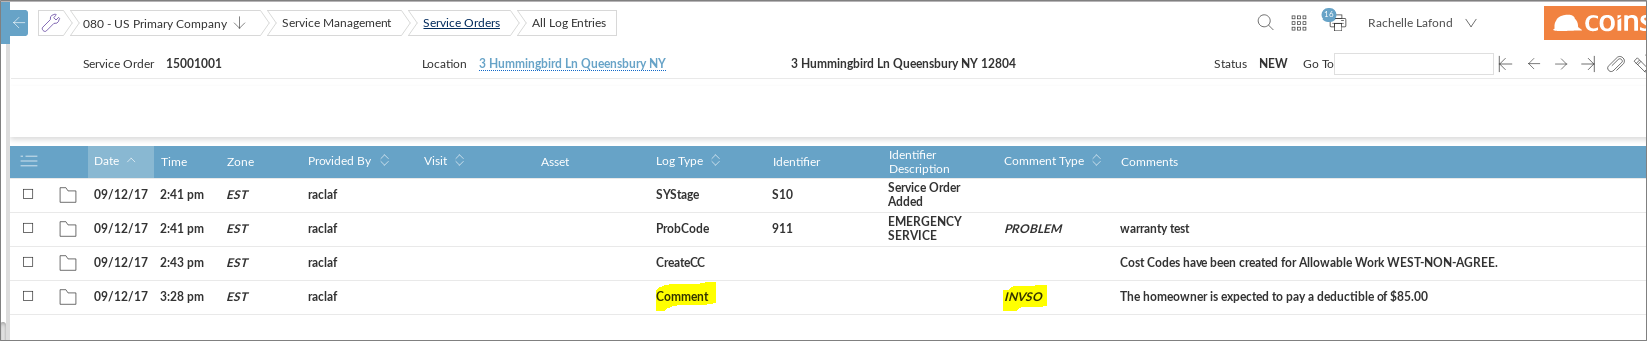 080 - US Primary Company Service Management Service Orders All Log Entries 16 Rachelle Lafond coins
Service Order 15001001 Location 3 Hummingbird Ln Queensbury NY 3 Hummingbird Ln Queensbury NY 12804 Status NEW Go To
Date Time Zone Provided By Visit Asset Log Type Identifier Identifier Description Comment Type Comments
09/12/17 2:41 pm EST raclaf SYStage S10 Service Order Added
09/12/17 2:41 pm EST raclaf ProbCode 911 EMERGENCY SERVICE PROBLEM warranty test
09/12/17 2:43 pm EST raclaf CreateCC Cost Codes have been created for Allowable Work WEST-NON-AGREE.
09/12/17 3:28 pm EST raclaf Comment INVSO The homeowner is expected to pay a deductible of $85.00